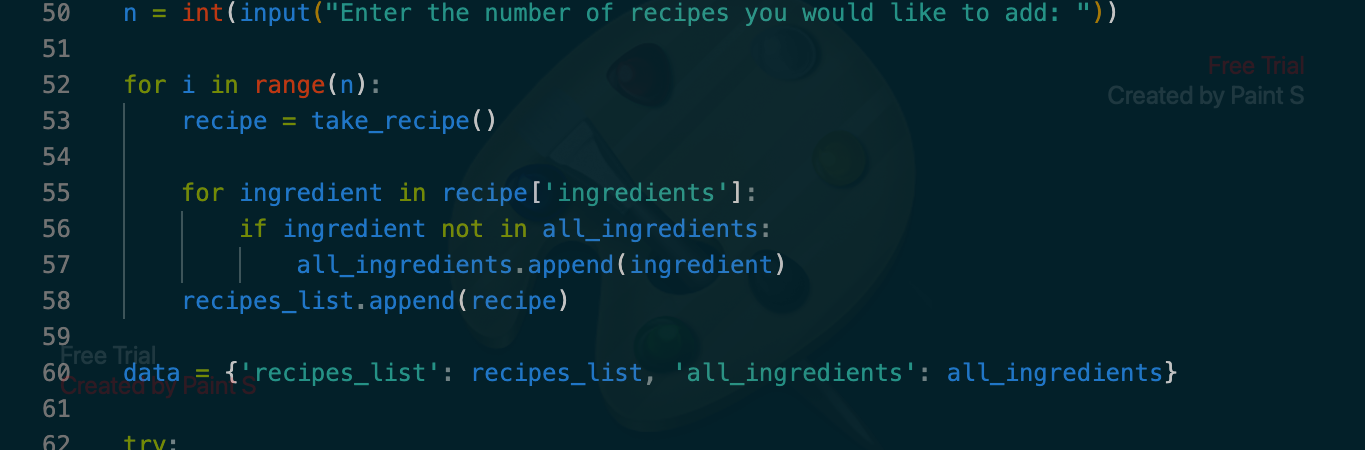 50 n = int(input("Enter the number of recipes you would like to add: "))
51
52 for i in range(n):
Free Trial
Created by Paint S
53 recipe = take_recipe()
54
55 for ingredient in recipe['ingredients']:
56 if ingredient not in all_ingredients:
57 all_ingredients.append(ingredient)
58 recipes_list.append(recipe)
59
Free Trial
60 data = {'recipes_list': recipes_list, 'all_ingredients': all_ingredients}
Created by Paint S
61
62 try: